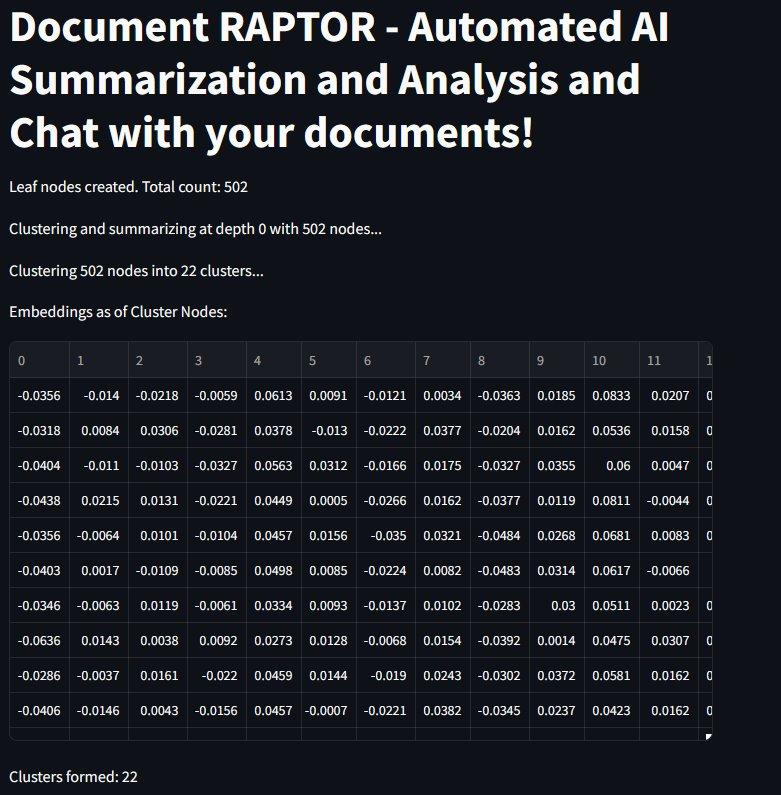 Document RAPTOR - Automated AI
Summarization and Analysis and
Chat with your documents!
Leaf nodes created. Total count: 502
Clustering and summarizing at depth 0 with 502 nodes...
Clustering 502 nodes into 22 clusters...
Embeddings as of Cluster Nodes:
0 1 2 3 4 5 6 7 8 9 10 11 1
-0.0356 -0.014 -0.0218 -0.0059 0.0613 0.0091 -0.0121 0.0034 -0.0363 0.0185 0.0833 0.0207 0
-0.0318 0.0084 0.0306 -0.0281 0.0378 -0.013 -0.0222 0.0377 -0.0204 0.0162 0.0536 0.0158 0
-0.0404 -0.011 -0.0103 -0.0327 0.0563 0.0312 -0.0166 0.0175 -0.0327 0.0355 0.06 0.0047 0
-0.0438 0.0215 0.0131 -0.0221 0.0449 0.0005 -0.0266 0.0162 -0.0377 0.0119 0.0811 -0.0044 0
-0.0356 -0.0064 0.0101 -0.0104 0.0457 0.0156 -0.035 0.0321 -0.0484 0.0268 0.0681 0.0083 0
-0.0403 0.0017 -0.0109 -0.0085 0.0498 0.0085 -0.0224 0.0082 -0.0483 0.0314 0.0617 -0.0066
-0.0346 -0.0063 0.0119 -0.0061 0.0334 0.0093 -0.0137 0.0102 -0.0283 0.03 0.0511 0.0023 0
-0.0636 0.0143 0.0038 0.0092 0.0273 0.0128 -0.0068 0.0154 -0.0392 0.0014 0.0475 0.0307 0
-0.0286 -0.0037 0.0161 -0.022 0.0459 0.0144 -0.019 0.0243 -0.0302 0.0372 0.0581 0.0162 0
-0.0406 -0.0146 0.0043 -0.0156 0.0457 -0.0007 -0.0221 0.0382 -0.0345 0.0237 0.0423 0.0162 0
Clusters formed: 22